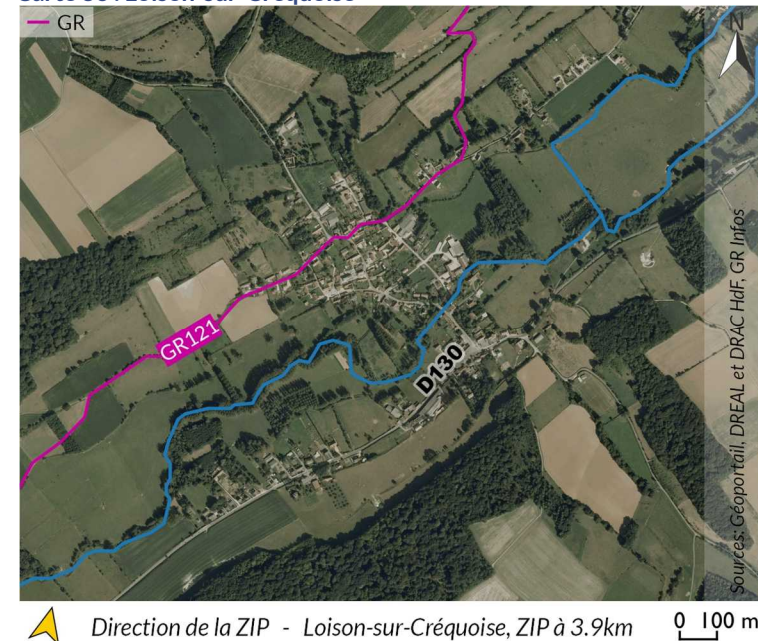 GR
N
GR121
D130
Sources: Géoportail, DREAL et DRAC HdF, GR Infos
Direction de la ZIP - Loison-sur-Créquoise, ZIP à 3.9km
0 100 m